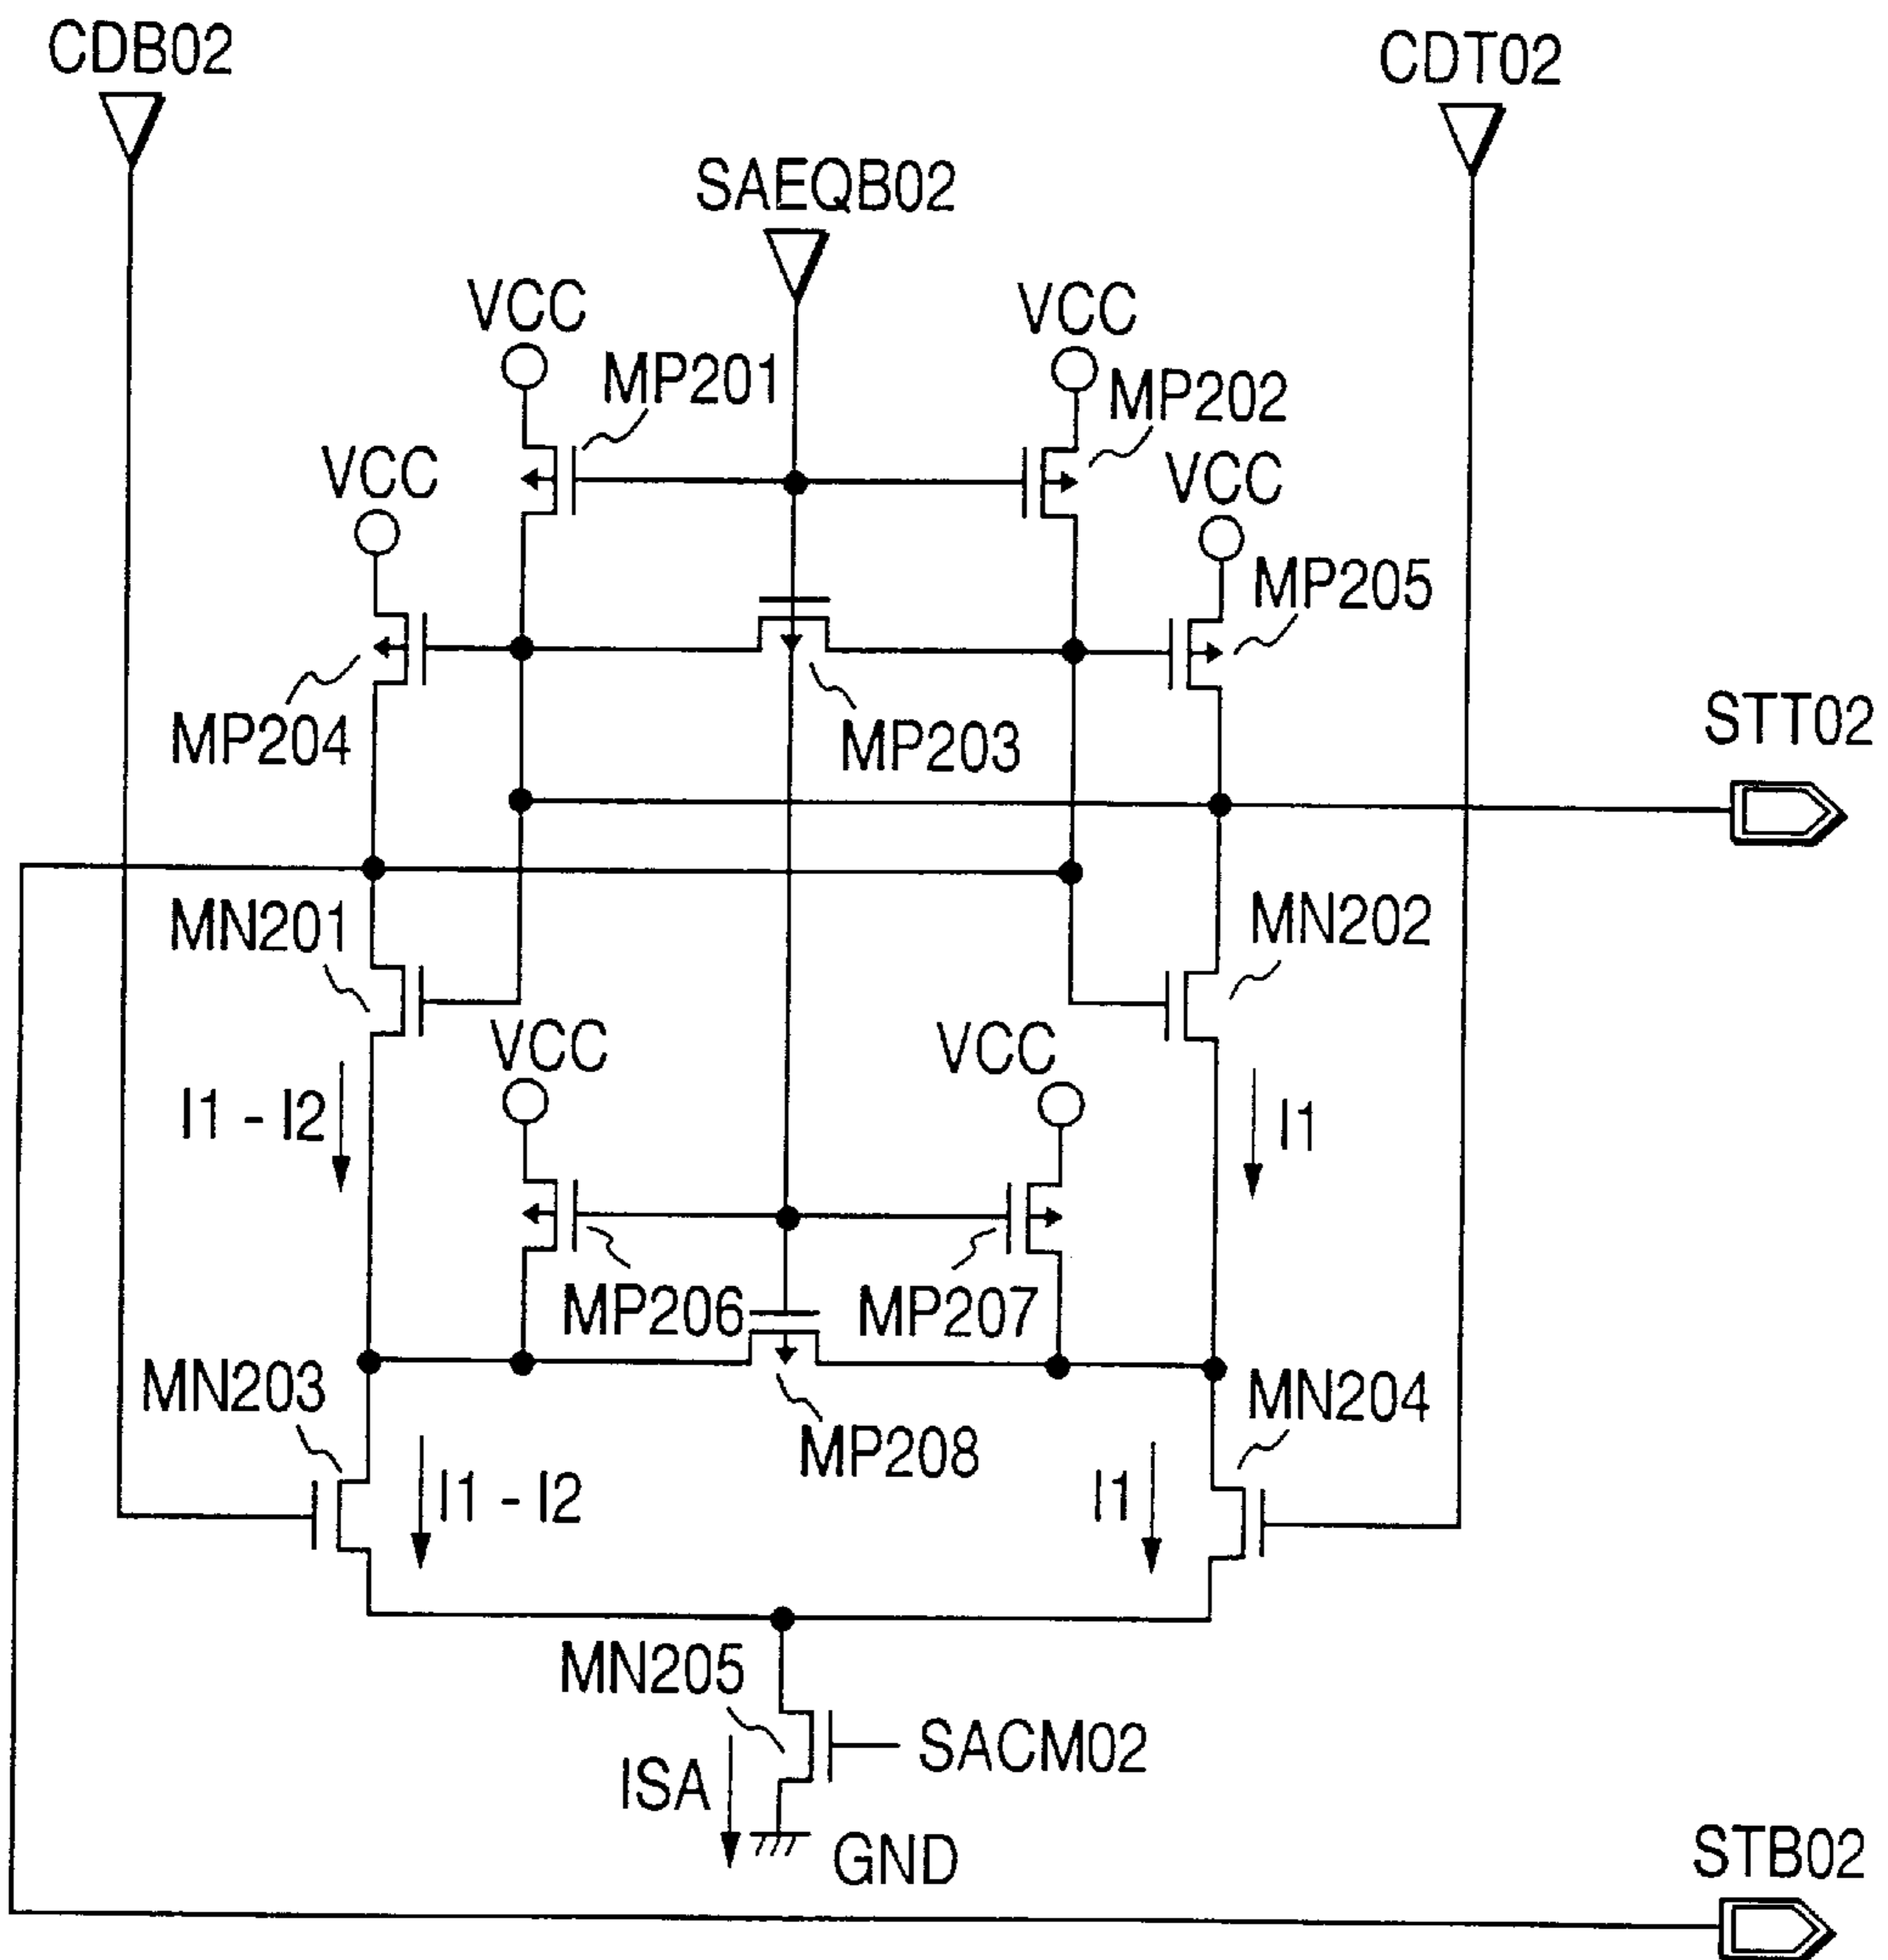 CDB02
CDT02
SAEQB02
VCC
VCC
MP201
MP202
VCC
VCC
MP205
MP204
MP203
STT02
MN201
MN202
VCC
VCC
I1 - I2
I1
MP206
MP207
MN203
MN204
MP208
I1 - I2
I1
MN205
SACM02
ISA
GND
STB02